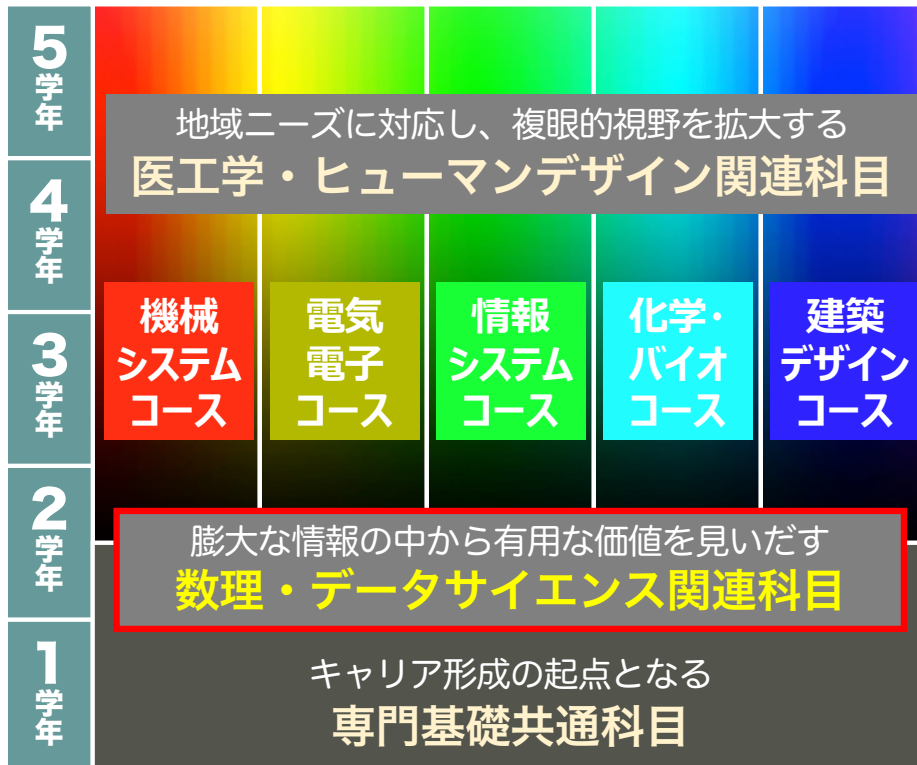 5
学
年
地域ニーズに対応し、複眼的視野を拡大する
医工学・ヒューマンデザイン関連科目
4
学
年
機械
システム
コース
電気
電子
コース
情報
システム
コース
化学・
バイオ
コース
建築
デザイン
コース
3
学
年
2
学
年
膨大な情報の中から有用な価値を見いだす
数理・データサイエンス関連科目
1
学
年
キャリア形成の起点となる
専門基礎共通科目